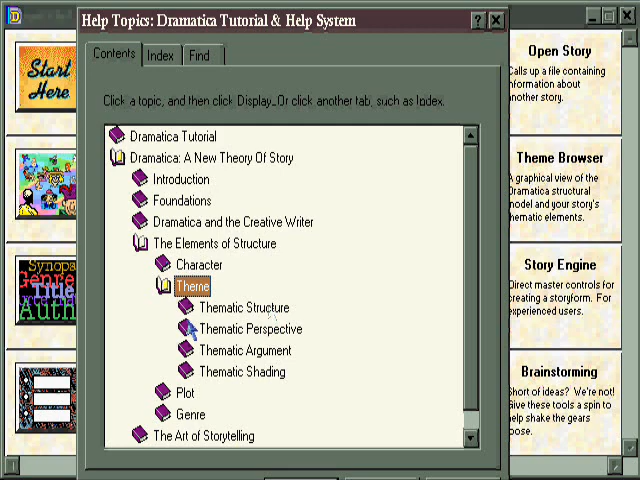 Help Topics: Dramatica Tutorial & Help System
Contents
Index
Find
Click a topic, and then click Display. Or click another tab, such as Index.
Dramatica Tutorial
Dramatica: A New Theory Of Story
Introduction
Foundations
Dramatica and the Creative Writer
The Elements of Structure
Character
Theme
Thematic Structure
Thematic Perspective
Thematic Argument
Thematic Shading
Plot
Genre
The Art of Storytelling
Start
Here
Synops
Genre
Title
Auth
Open Story
Calls up a file containing
information about
another story.
Theme Browser
A graphical view of the
Dramatica structural
model and your story's
thematic elements.
Story Engine
Direct master controls for
creating a storyform. For
experienced users.
Brainstorming
Short of ideas? We're not!
Give these tools a spin to
help shake the gears
loose.